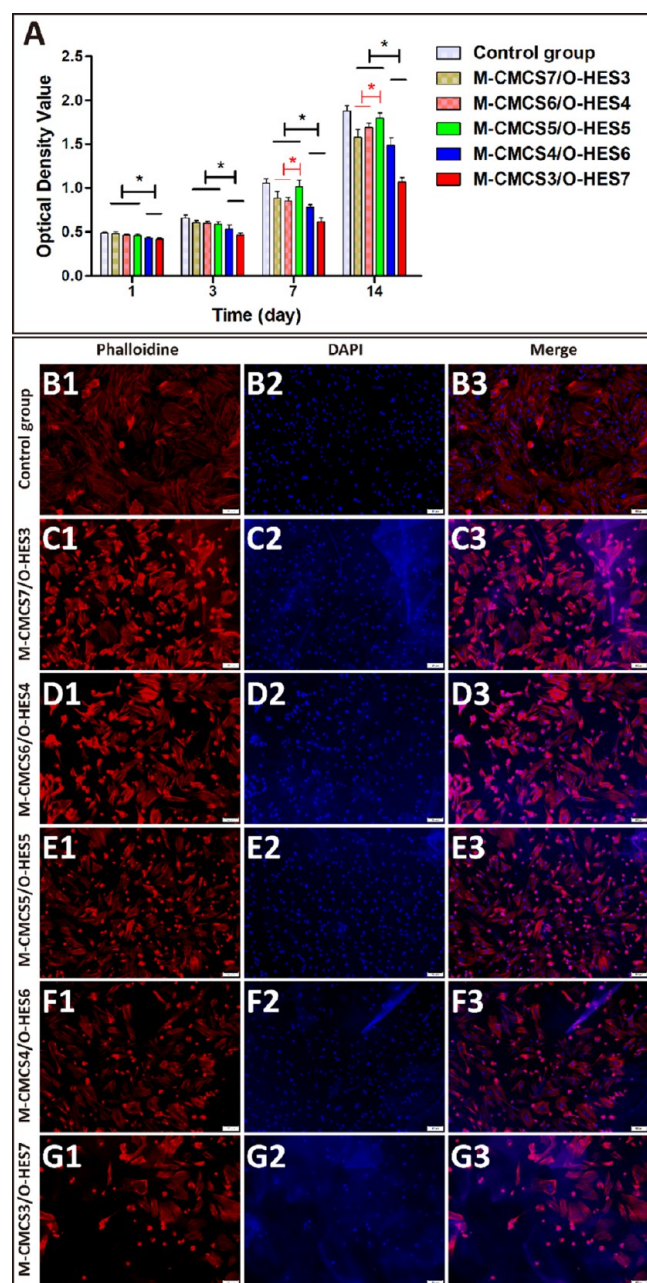 A
Optical Density Value
2.5
2.0
1.5
1.0
0.5
0.0
*
*
*
*
*
*
1
3
7
14
Time (day)
Control group
M-CMCS7/O-HES3
M-CMCS6/O-HES4
M-CMCS5/O-HES5
M-CMCS4/O-HES6
M-CMCS3/O-HES7
Phalloidine
DAPI
Merge
Control group
B1
B2
B3
M-CMCS7/O-HES3
C1
C2
C3
M-CMCS6/O-HES4
D1
D2
D3
M-CMCS5/O-HES5
E1
E2
E3
M-CMCS4/O-HES6
F1
F2
F3
M-CMCS3/O-HES7
G1
G2
G3